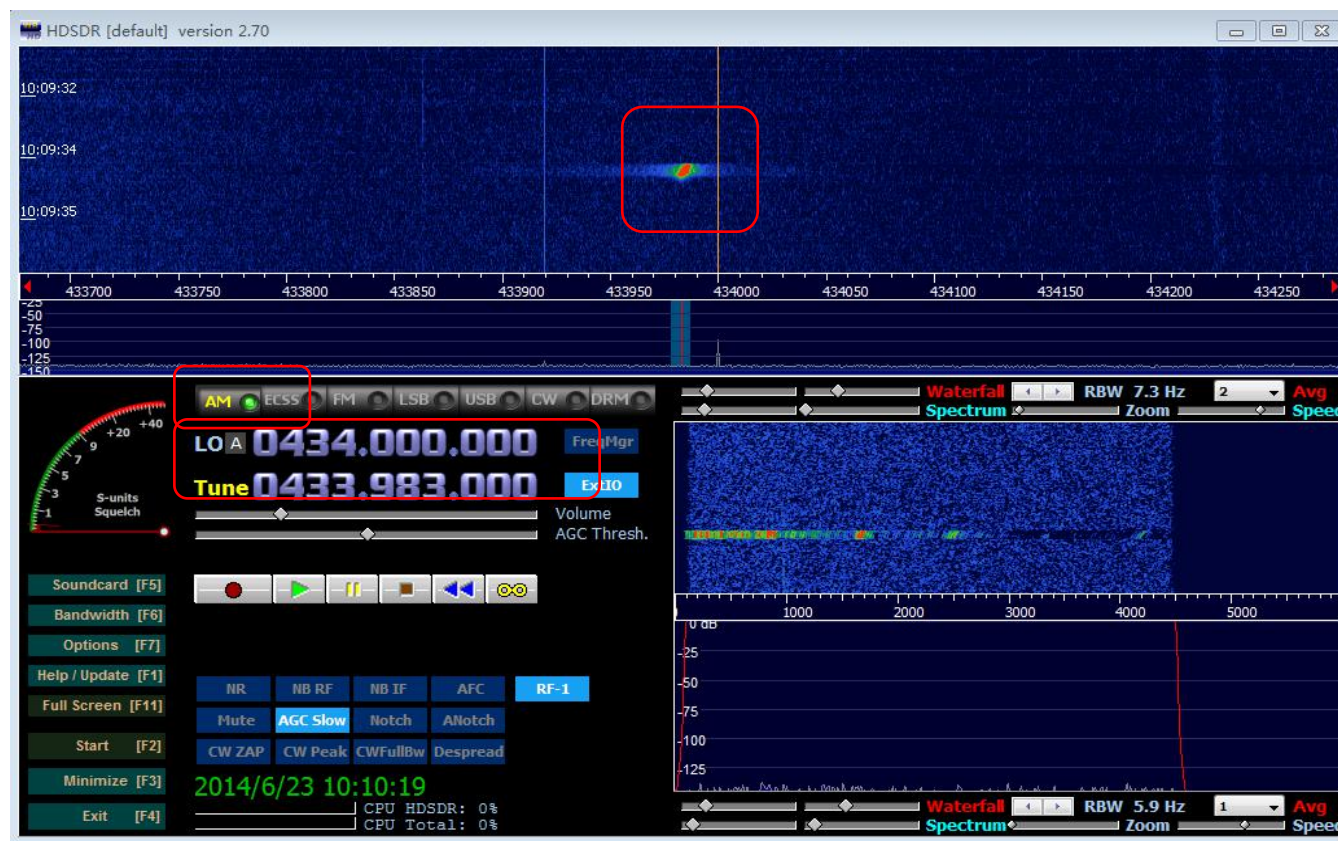 HDSDR [default] version 2.70
10:09:32
10:09:34
10:09:35
433700 433750 433800 433850 433900 433950 434000 434050 434100 434150 434200 434250
-25
-50
-75
-100
-125
-150
AM ECSS FM LSB USB CW DRM
Waterfall RBW 7.3 Hz 2 Avg
Spectrum Zoom Speed
+20 +40
9
7
5
3
1
S-units
Squelch
LO A 0434.000.000 FreqMgr
Tune 0433.983.000 ExtIO
Volume
AGC Thresh.
Soundcard [F5]
Bandwidth [F6]
Options [F7]
Help / Update [F1]
Full Screen [F11]
Start [F2]
Minimize [F3]
Exit [F4]
NR NB RF NB IF AFC RF-1
Mute AGC Slow Notch ANotch
CW ZAP CW Peak CWFullBw Despread
2014/6/23 10:10:19
CPU HDSDR: 0%
CPU Total: 0%
1000 2000 3000 4000 5000
0 dB
-25
-50
-75
-100
-125
Waterfall RBW 5.9 Hz 1 Avg
Spectrum Zoom Speed